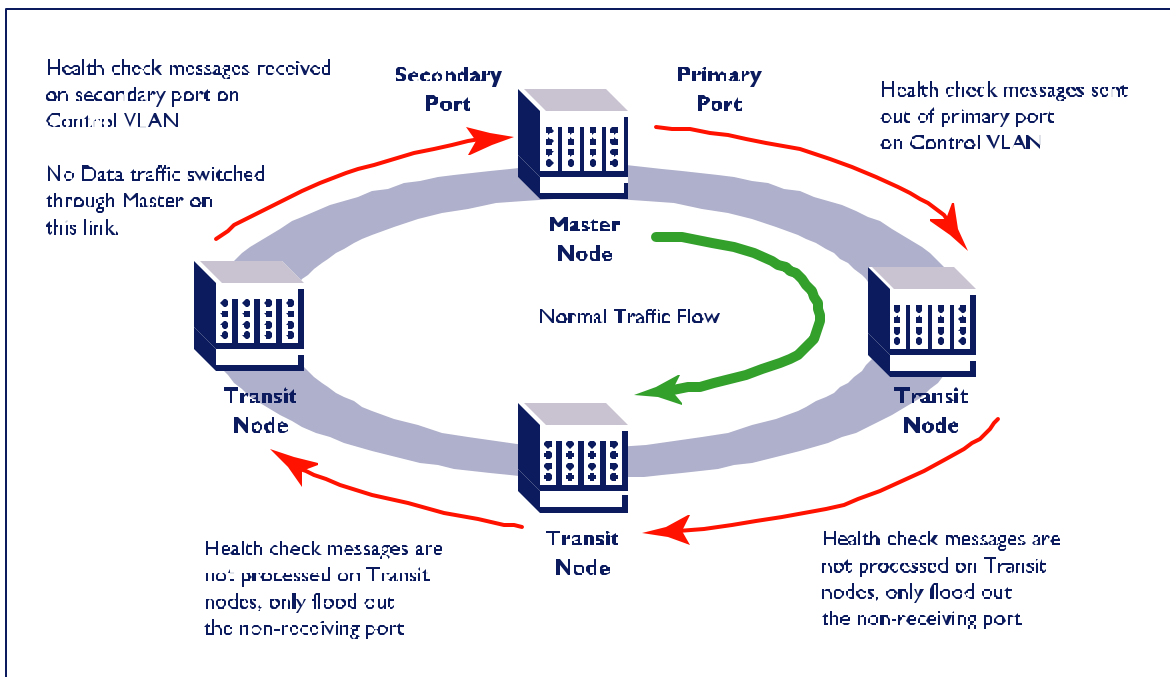 Health check messages received
on secondary port on
Control VLAN
No Data traffic switched
through Master on
this link.
Secondary
Port
Primary
Port
Health check messages sent
out of primary port
on Control VLAN
Master
Node
Normal Traffic Flow
Transit
Node
Transit
Node
Transit
Node
Health check messages are
not processed on Transit
nodes, only flood out
the non-receiving port
Health check messages are
not processed on Transit
nodes, only flood out
the non-receiving port